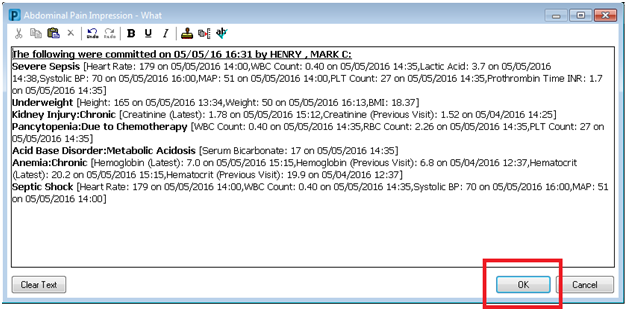 Abdominal Pain Impression - What
Undo Redo B U I
The following were committed on 05/05/16 16:31 by HENRY , MARK C:
Severe Sepsis [Heart Rate: 179 on 05/05/2016 14:00,WBC Count: 0.40 on 05/05/2016 14:35,Lactic Acid: 3.7 on 05/05/2016
14:38,Systolic BP: 70 on 05/05/2016 16:00,MAP: 51 on 05/05/2016 14:00,PLT Count: 27 on 05/05/2016 14:35,Prothrombin Time INR: 1.7
on 05/05/2016 14:35]
Underweight [Height: 165 on 05/05/2016 13:34,Weight: 50 on 05/05/2016 16:13,BMI: 18.37]
Kidney Injury:Chronic [Creatinine (Latest): 1.78 on 05/05/2016 15:12,Creatinine (Previous Visit): 1.52 on 05/04/2016 14:25]
Pancytopenia:Due to Chemotherapy [WBC Count: 0.40 on 05/05/2016 14:35,RBC Count: 2.26 on 05/05/2016 14:35,PLT Count: 27 on
05/05/2016 14:35]
Acid Base Disorder:Metabolic Acidosis [Serum Bicarbonate: 17 on 05/05/2016 14:35]
Anemia:Chronic [Hemoglobin (Latest): 7.0 on 05/05/2016 15:15,Hemoglobin (Previous Visit): 6.8 on 05/04/2016 12:37,Hematocrit
(Latest): 20.2 on 05/05/2016 15:15,Hematocrit (Previous Visit): 19.9 on 05/04/2016 12:37]
Septic Shock [Heart Rate: 179 on 05/05/2016 14:00,WBC Count: 0.40 on 05/05/2016 14:35,Systolic BP: 70 on 05/05/2016 16:00,MAP: 51
on 05/05/2016 14:00]
Clear Text OK Cancel